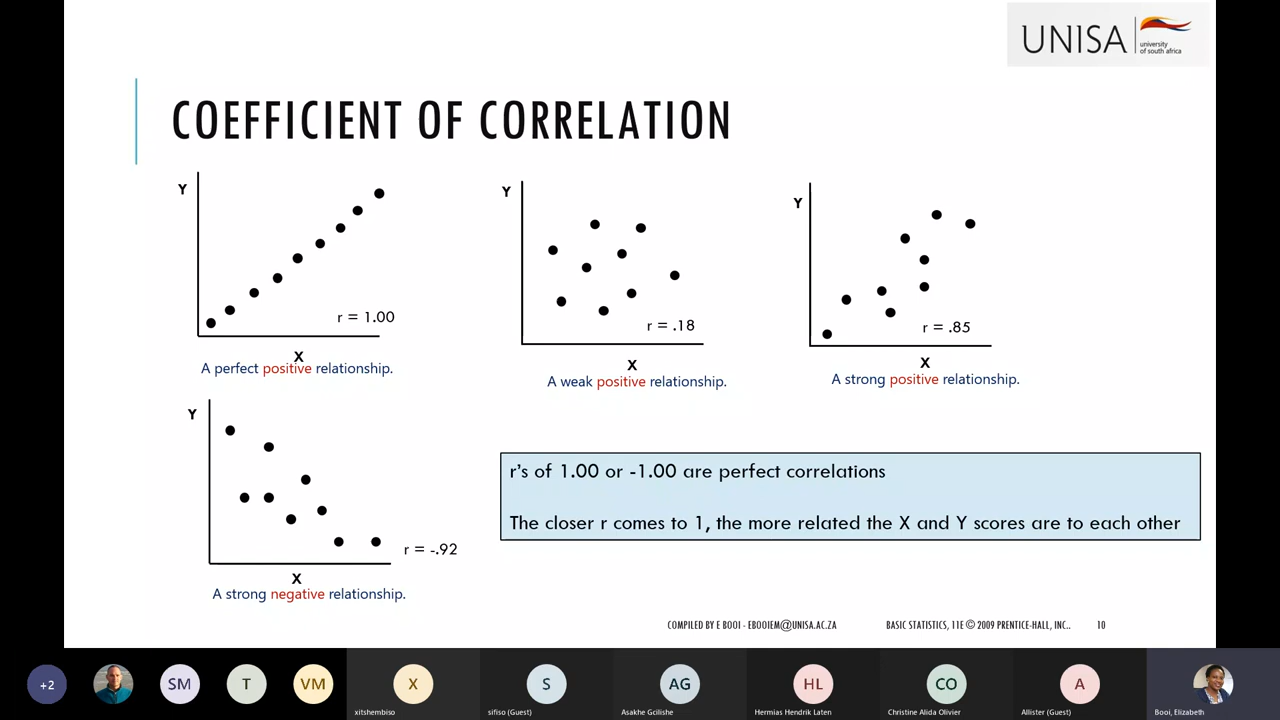 UNISA
university
of south africa
COEFFICIENT OF CORRELATION
Y
r = 1.00
X
A perfect positive relationship.
Y
r = .18
X
A weak positive relationship.
Y
r = .85
X
A strong positive relationship.
Y
r = -.92
X
A strong negative relationship.
r's of 1.00 or -1.00 are perfect correlations
The closer r comes to 1, the more related the X and Y scores are to each other
COMPILED BY E BOOI - EBOOIEM@UNISA.AC.ZA
BASIC STATISTICS, 11E © 2009 PRENTICE-HALL, INC..
10
+2
SM
T
VM
X
xitshembiso
S
sifiso (Guest)
AG
Asakhe Gcilishe
HL
Hermias Hendrik Laten
CO
Christine Alida Olivier
A
Allister (Guest)
Booi, Elizabeth